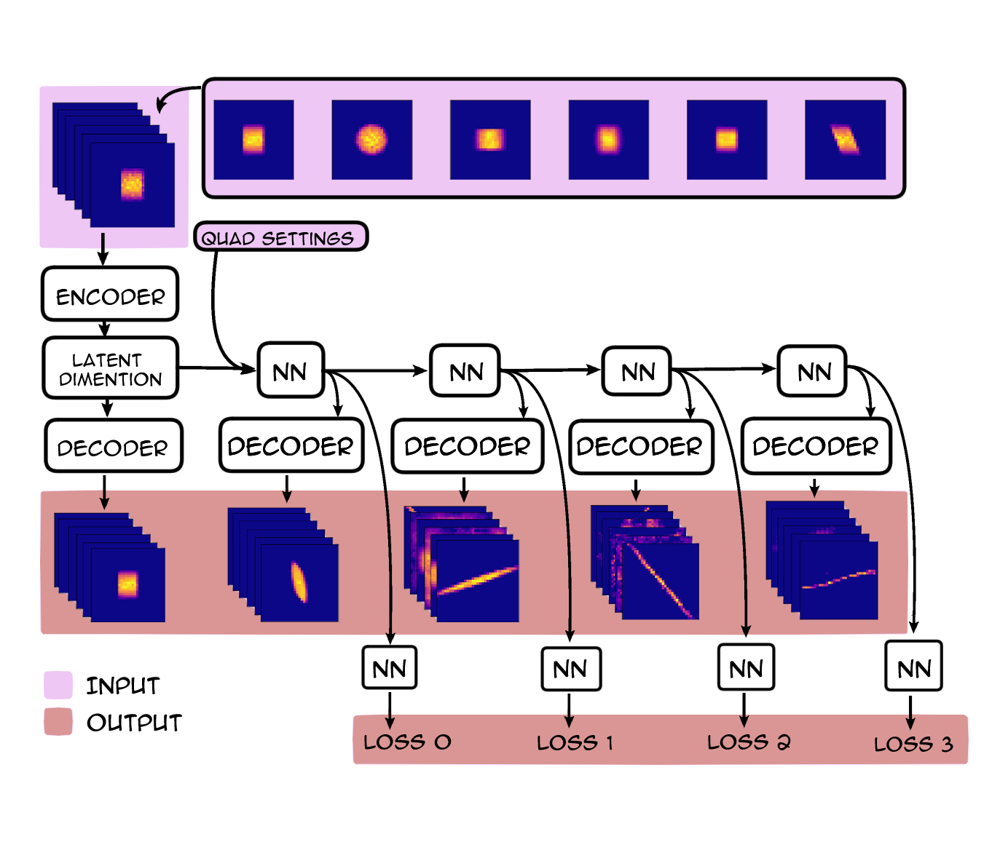 QUAD SETTINGS
ENCODER
LATENT
DIMENTION
NN
NN
NN
NN
DECODER
DECODER
DECODER
DECODER
DECODER
NN
NN
NN
NN
INPUT
OUTPUT
LOSS 0
LOSS 1
LOSS 2
LOSS 3